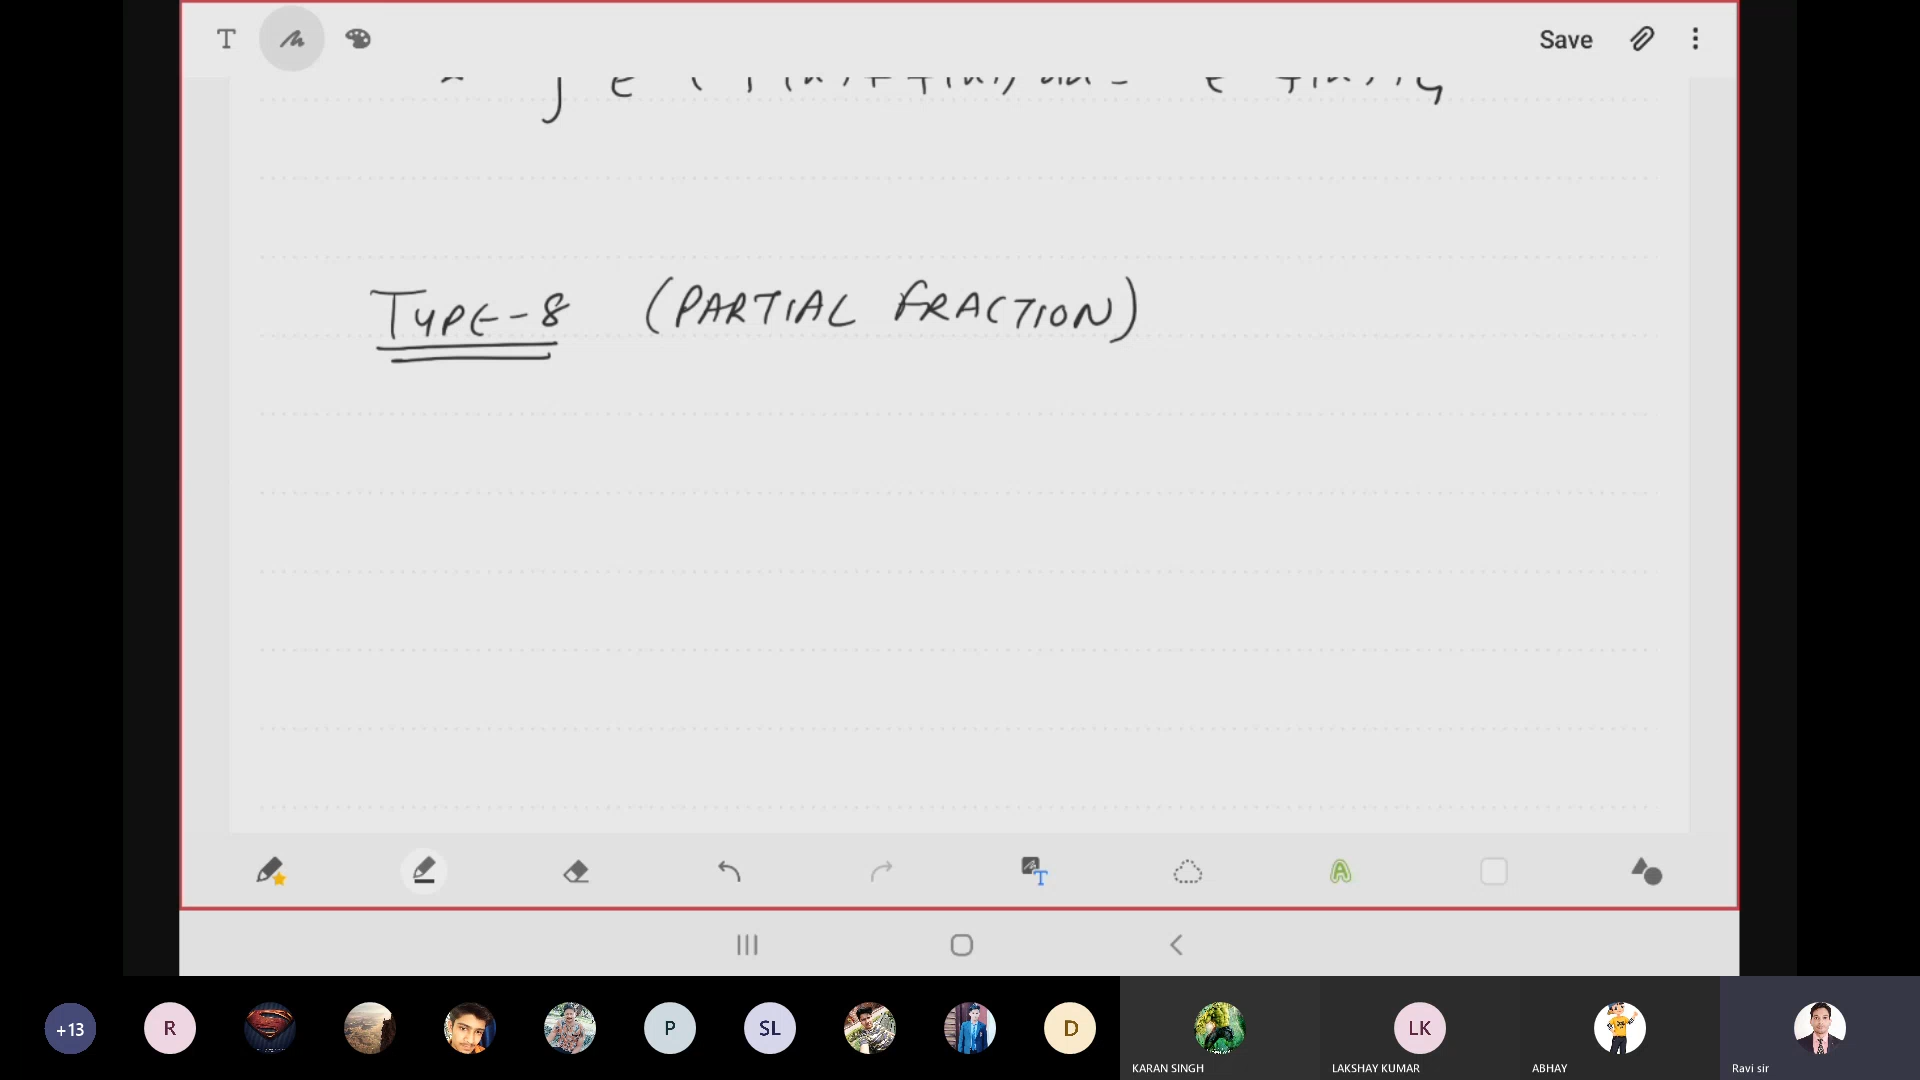 T
Save
TYPE-8 (PARTIAL FRACTION)
T
A
+13
R
P
SL
D
LK
KARAN SINGH
LAKSHAY KUMAR
ABHAY
Ravi sir